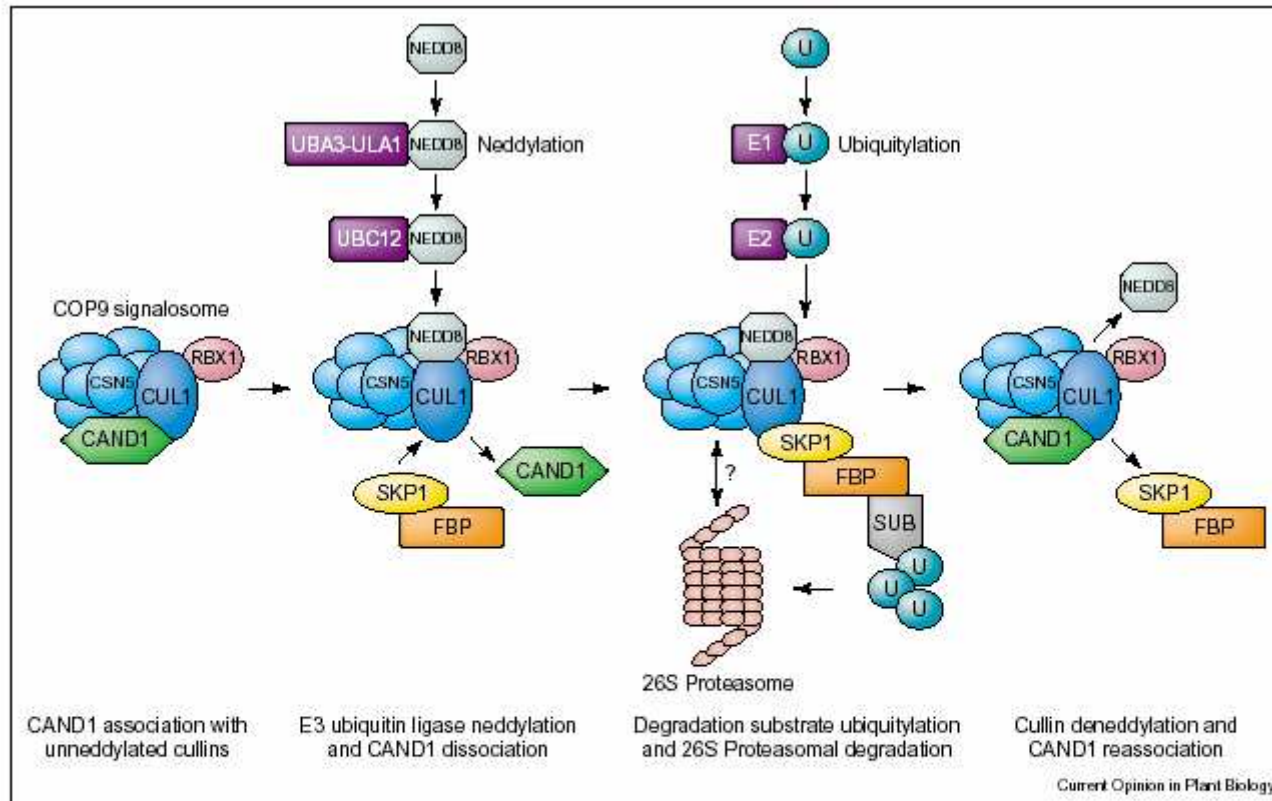 NEDD8
UBA3-ULA1
NEDD8
Neddylation
UBC12
NEDD8
U
E1
U
Ubiquitylation
E2
U
COP9 signalosome
CSN5
CUL1
RBX1
CAND1
NEDD8
CSN5
CUL1
RBX1
SKP1
FBP
CAND1
NEDD8
CSN5
CUL1
RBX1
SKP1
FBP
SUB
U
U
U
?
26S Proteasome
NEDD8
CSN5
CUL1
RBX1
CAND1
SKP1
FBP
CAND1 association with
unneddylated cullins
E3 ubiquitin ligase neddylation
and CAND1 dissociation
Degradation substrate ubiquitylation
and 26S Proteasomal degradation
Cullin deneddylation and
CAND1 reassociation
Current Opinion in Plant Biology